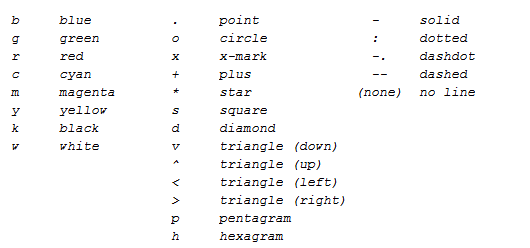 b blue . point - solid
g green o circle : dotted
r red x x-mark -. dashdot
c cyan + plus -- dashed
m magenta * star (none) no line
y yellow s square
k black d diamond
w white v triangle (down)
^ triangle (up)
< triangle (left)
> triangle (right)
p pentagram
h hexagram